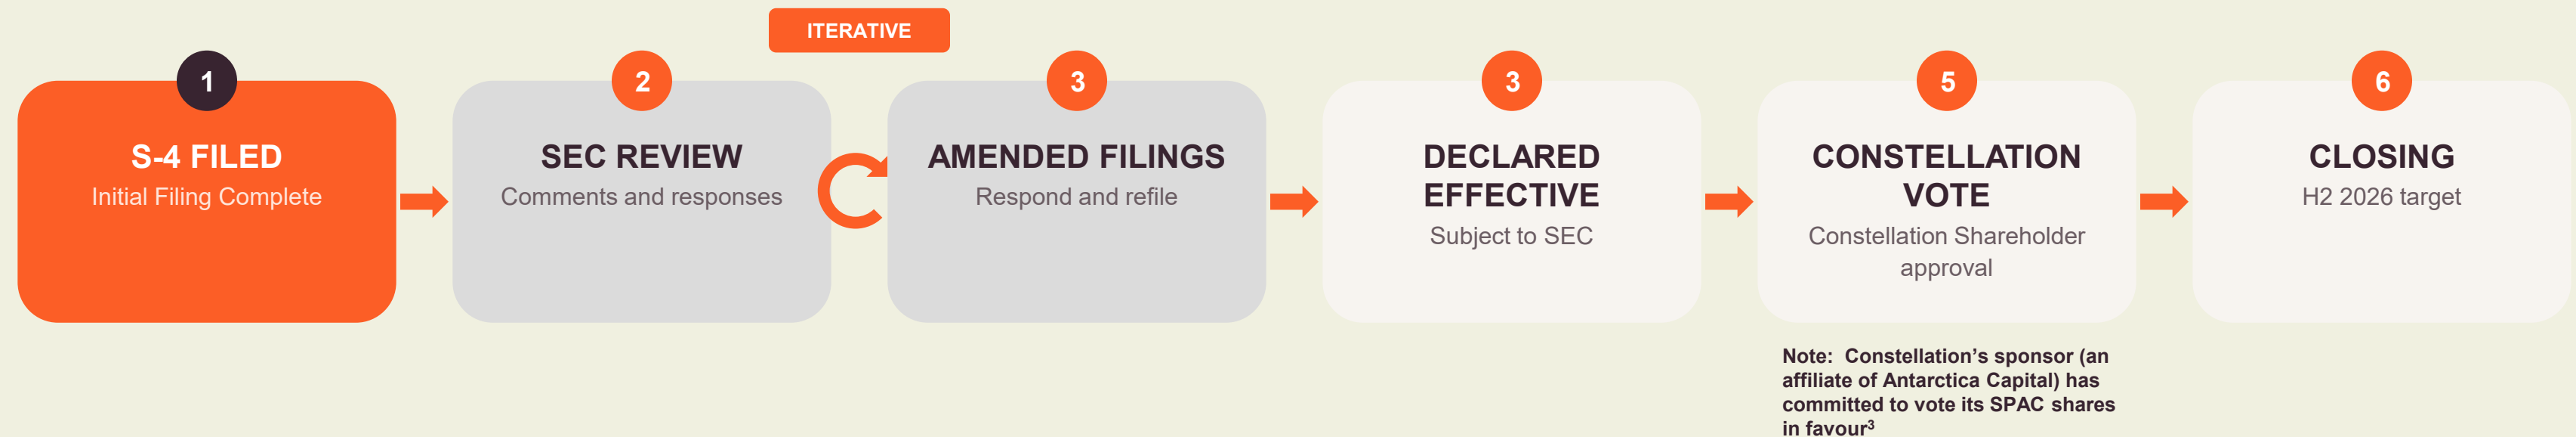 ITERATIVE
1
S-4 FILED
Initial Filing Complete
2
SEC REVIEW
Comments and responses
3
AMENDED FILINGS
Respond and refile
3
DECLARED
EFFECTIVE
Subject to SEC
5
CONSTELLATION
VOTE
Constellation Shareholder
approval
Note:  Constellation’s sponsor (an
affiliate of Antarctica Capital) has
committed to vote its SPAC shares
in favour³
6
CLOSING
H2 2026 target